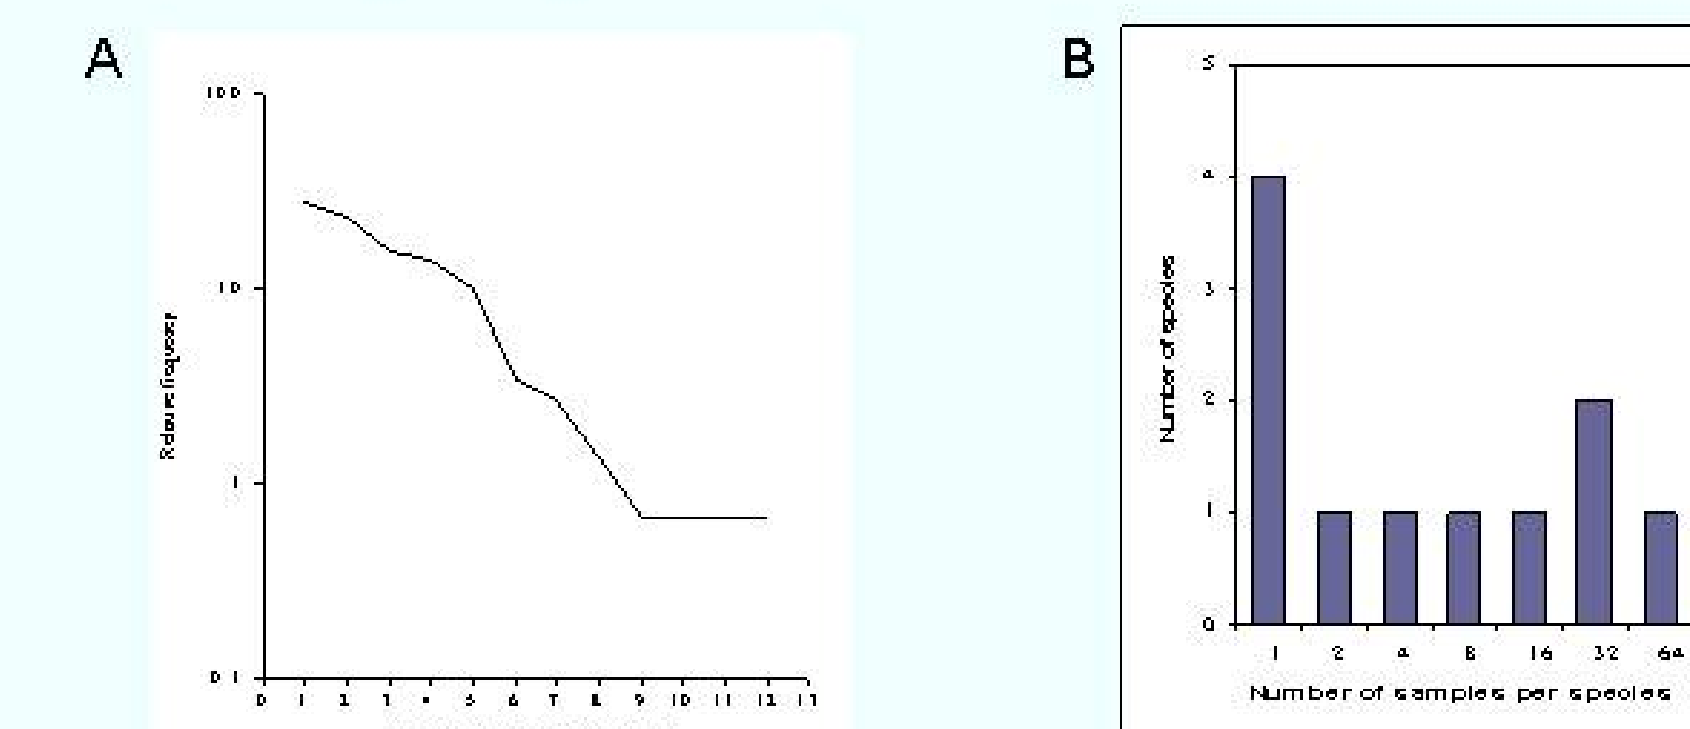 A
100
10
1
0.1
Relative frequency
0 1 2 3 4 5 6 7 8 9 10 11 12 13
B
5
4
3
2
1
0
Number of species
1 2 4 8 16 32 64
Number of samples per species